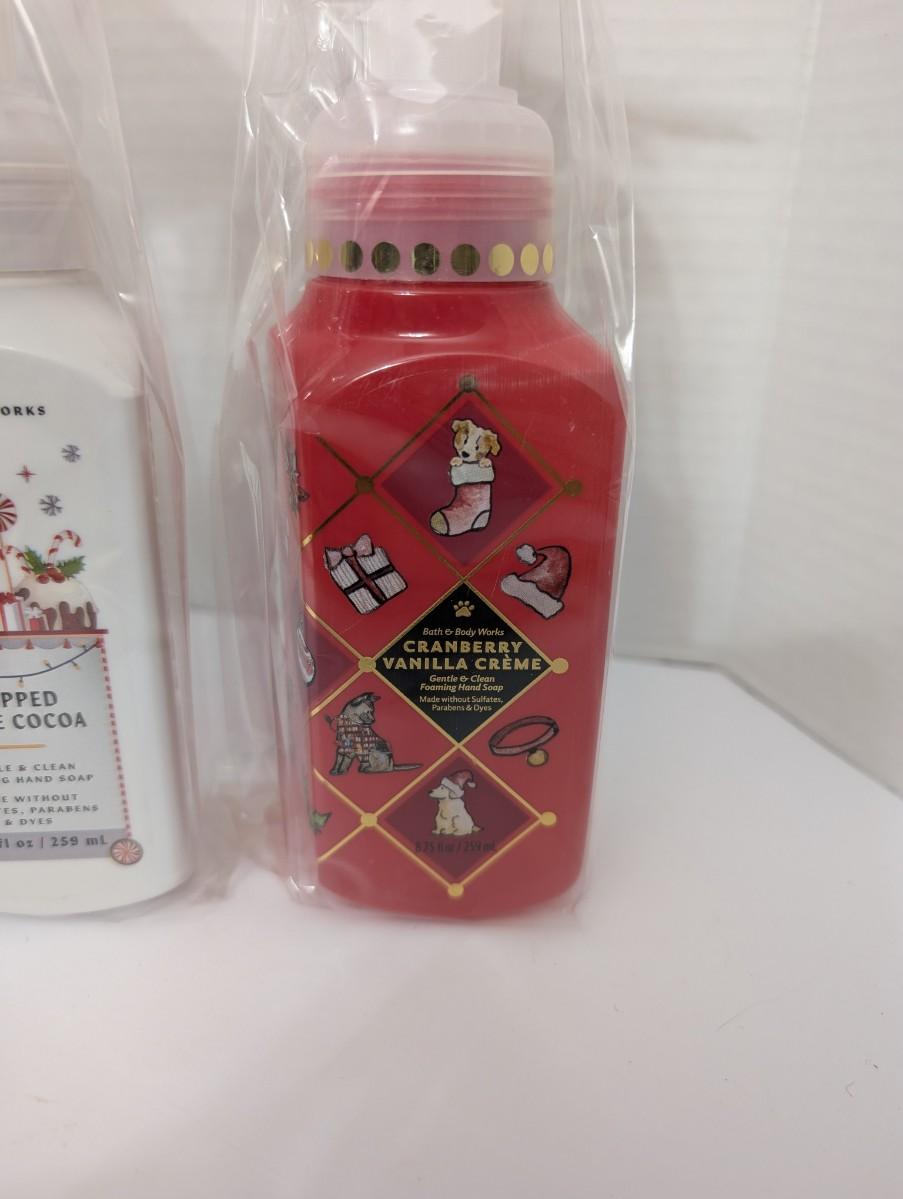 ORKS
PPED
E COCOA
LE & CLEAN
G HAND SOAP
E WITHOUT
ES, PARABENS
& DYES
fl oz / 259 mL
Bath & Body Works
CRANBERRY
VANILLA CRÈME
Gentle & Clean
Foaming Hand Soap
Made without Sulfates,
Parabens & Dyes
8.75 fl oz / 259 mL